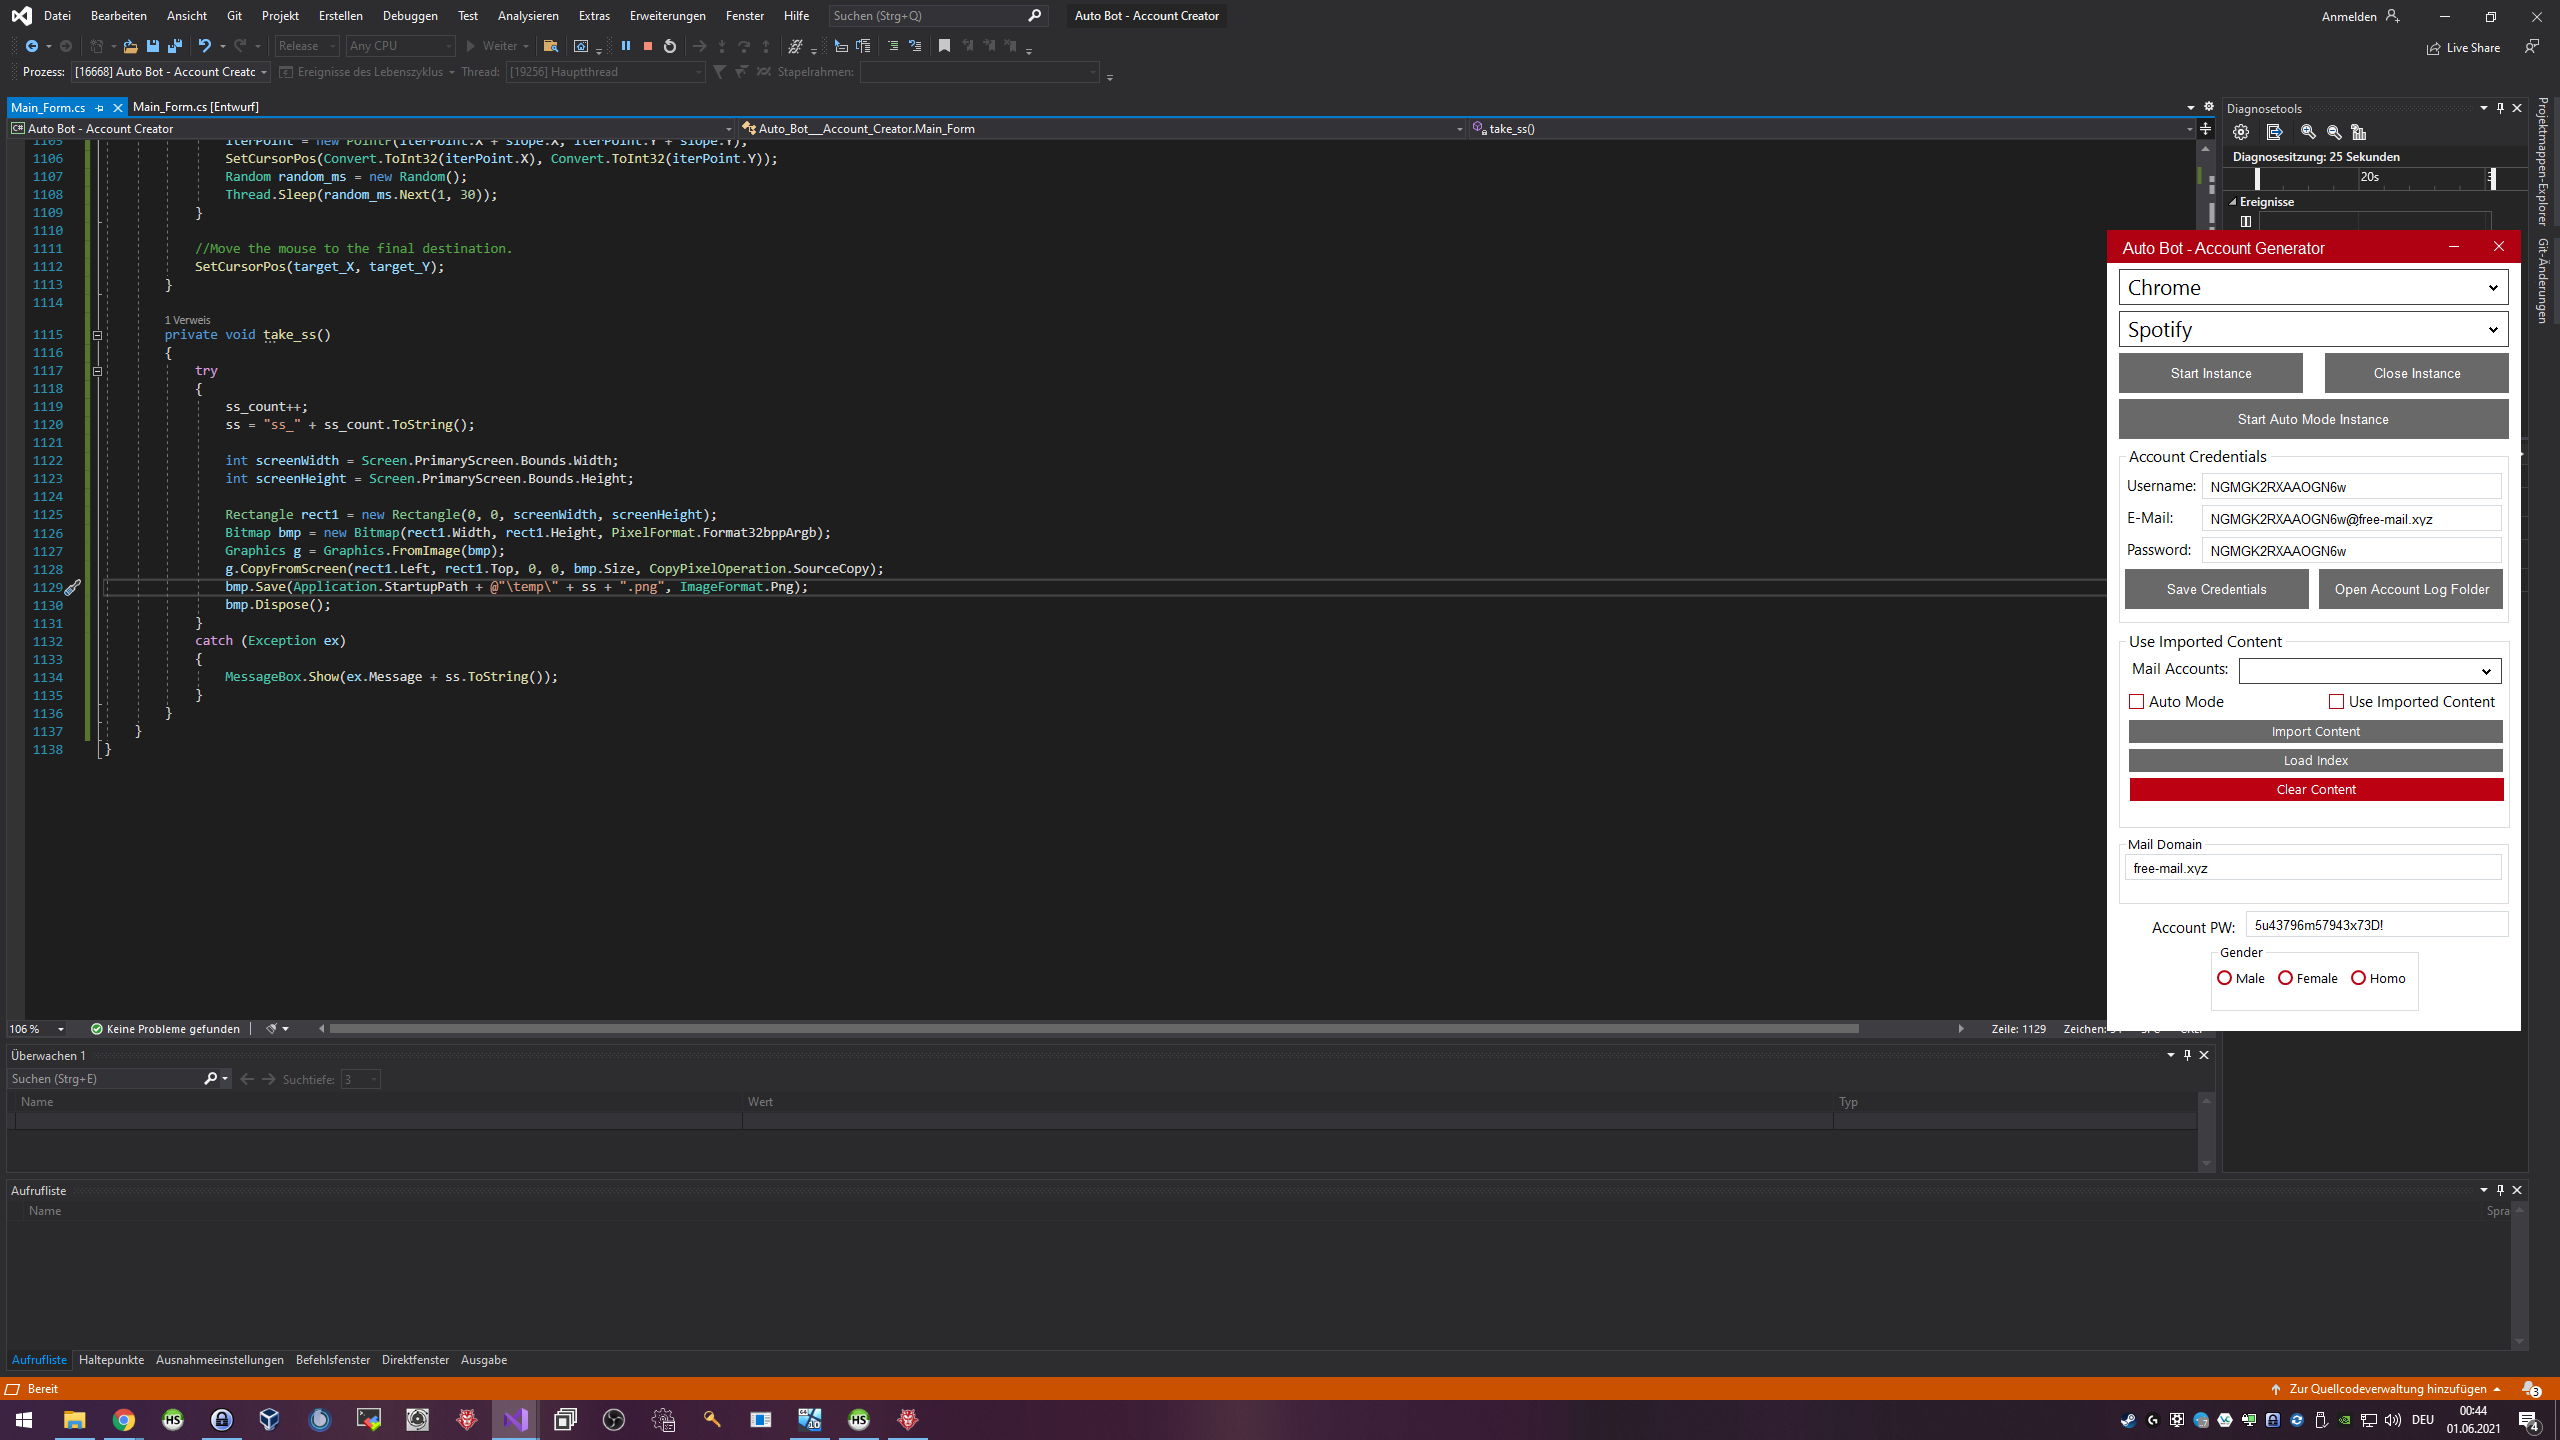 Datei Bearbeiten Ansicht Git Projekt Erstellen Debuggen Test Analysieren Extras Erweiterungen Fenster Hilfe Suchen (Strg+Q) Auto Bot - Account Creator Anmelden
Release Any CPU Weiter Live Share
Prozess: [16668] Auto Bot - Account Creatc Ereignisse des Lebenszyklus Thread: [19256] Hauptthread Stapelrahmen:
Main_Form.cs Main_Form.cs [Entwurf]
Auto Bot - Account Creator Auto_Bot___Account_Creator.Main_Form take_ss()
1105 iterPoint = new PointF(iterPoint.X + slope.X, iterPoint.Y + slope.Y);
1106 SetCursorPos(Convert.ToInt32(iterPoint.X), Convert.ToInt32(iterPoint.Y));
1107 Random random_ms = new Random();
1108 Thread.Sleep(random_ms.Next(1, 30));
1109 }
1110
1111 //Move the mouse to the final destination.
1112 SetCursorPos(target_X, target_Y);
1113 }
1114
1 Verweis
1115 private void take_ss()
1116 {
1117 try
1118 {
1119 ss_count++;
1120 ss = "ss_" + ss_count.ToString();
1121
1122 int screenWidth = Screen.PrimaryScreen.Bounds.Width;
1123 int screenHeight = Screen.PrimaryScreen.Bounds.Height;
1124
1125 Rectangle rect1 = new Rectangle(0, 0, screenWidth, screenHeight);
1126 Bitmap bmp = new Bitmap(rect1.Width, rect1.Height, PixelFormat.Format32bppArgb);
1127 Graphics g = Graphics.FromImage(bmp);
1128 g.CopyFromScreen(rect1.Left, rect1.Top, 0, 0, bmp.Size, CopyPixelOperation.SourceCopy);
1129 bmp.Save(Application.StartupPath + @"\temp\" + ss + ".png", ImageFormat.Png);
1130 bmp.Dispose();
1131 }
1132 catch (Exception ex)
1133 {
1134 MessageBox.Show(ex.Message + ss.ToString());
1135 }
1136 }
1137 }
1138 }
106 % Keine Probleme gefunden Zeile: 1129 Zeichen:
Diagnosetools
Diagnosesitzung: 25 Sekunden
20s
Ereignisse
Projektmappen-Explorer
Git-Änderungen
Auto Bot - Account Generator
Chrome
Spotify
Start Instance Close Instance
Start Auto Mode Instance
Account Credentials
Username: NGMGK2RXAAOGN6w
E-Mail: NGMGK2RXAAOGN6w@free-mail.xyz
Password: NGMGK2RXAAOGN6w
Save Credentials Open Account Log Folder
Use Imported Content
Mail Accounts:
Auto Mode Use Imported Content
Import Content
Load Index
Clear Content
Mail Domain
free-mail.xyz
Account PW: 5u43796m57943x73D!
Gender
Male Female Homo
Überwachen 1
Suchen (Strg+E) Suchtiefe: 3
Name Wert Typ
Aufrufliste
Name Spra
Aufrufliste Haltepunkte Ausnahmeeinstellungen Befehlsfenster Direktfenster Ausgabe
Bereit Zur Quellcodeverwaltung hinzufügen 3
DEU 00:44
01.06.2021 4